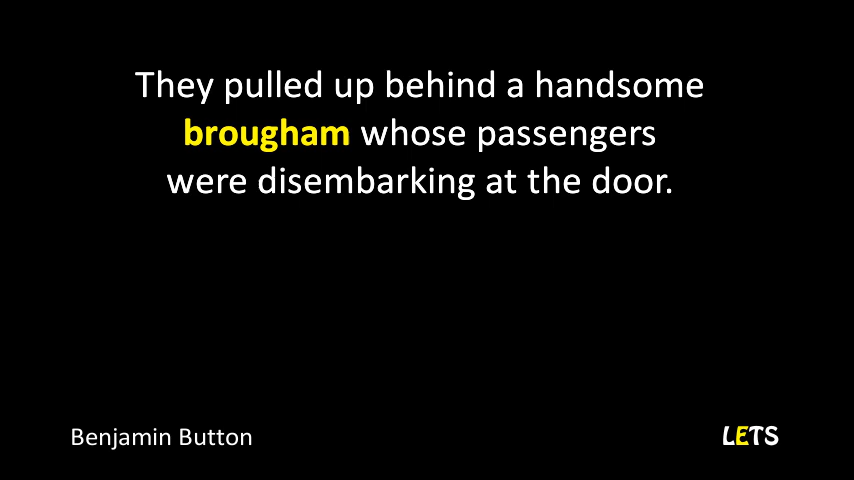 They pulled up behind a handsome
brougham whose passengers
were disembarking at the door.
Benjamin Button
LETS